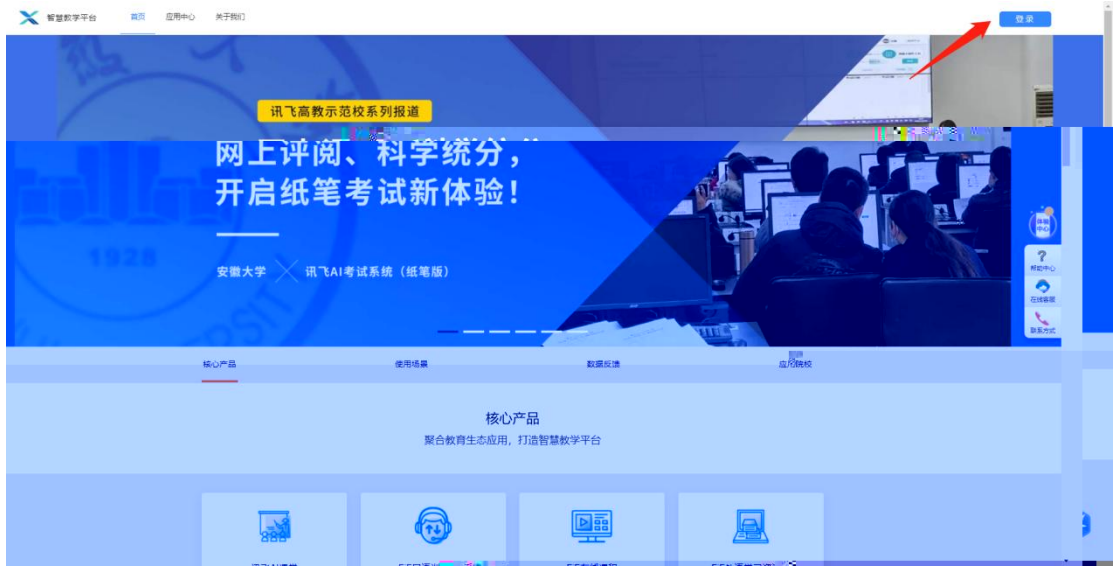 智慧教学平台
首页
应用中心
关于我们
登录
讯飞高教示范校系列报道
网上评阅、科学统分，
开启纸笔考试新体验！
1928
安徽大学
讯飞AI考试系统（纸笔版）
帮助中心
在线客服
联系方式
核心产品
使用场景
数据反馈
应用院校
核心产品
聚合教育生态应用，打造智慧教学平台